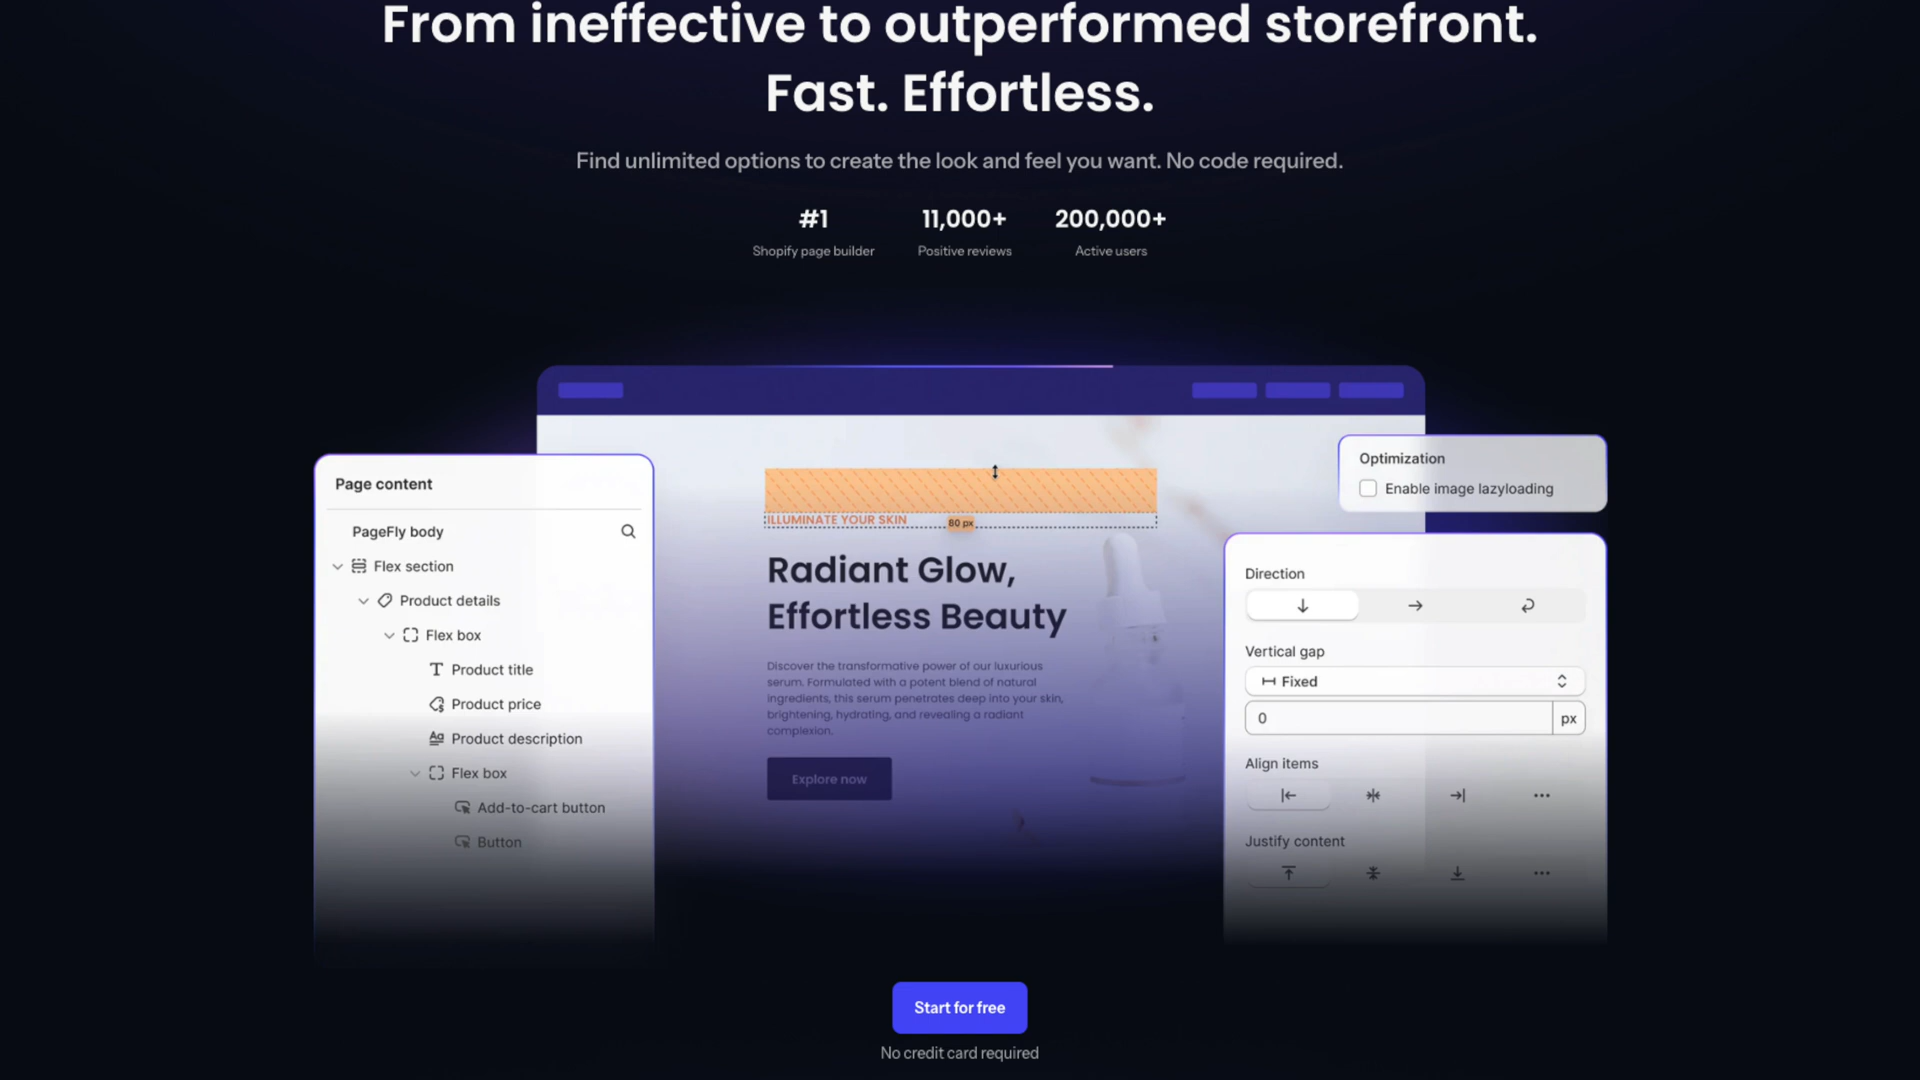 From ineffective to outperformed storefront.
Fast. Effortless.
Find unlimited options to create the look and feel you want. No code required.
#1
Shopify page builder
11,000+
Positive reviews
200,000+
Active users
Page content
PageFly body
Flex section
Product details
Flex box
Product title
Product price
Product description
Flex box
Add-to-cart button
Button
ILLUMINATE YOUR SKIN
80 px
Radiant Glow,
Effortless Beauty
Discover the transformative power of our luxurious
serum. Formulated with a potent blend of natural
ingredients, this serum penetrates deep into your skin,
brightening, hydrating, and revealing a radiant
complexion.
Explore now
Optimization
Enable image lazyloading
Direction
Vertical gap
Fixed
0
px
Align items
Justify content
Start for free
No credit card required